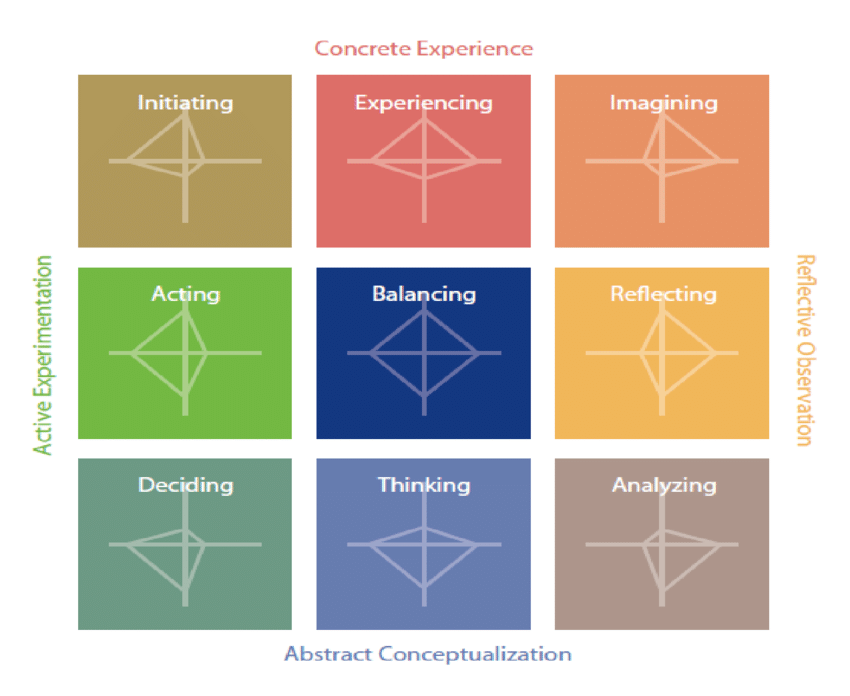 Concrete Experience
Initiating
Experiencing
Imagining
Active Experimentation
Acting
Balancing
Reflecting
Reflective Observation
Deciding
Thinking
Analyzing
Abstract Conceptualization